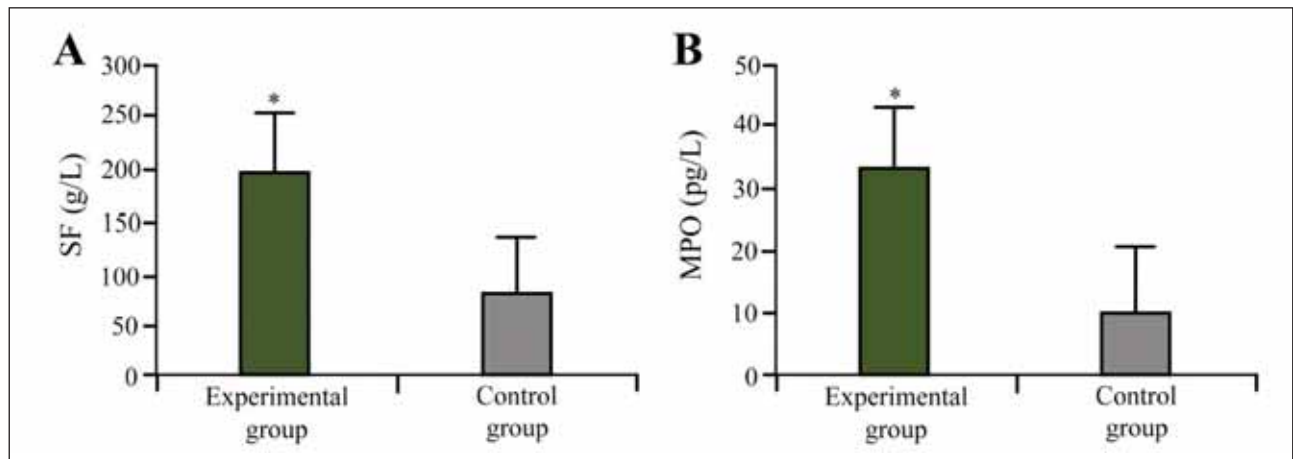 A
300
250
200
150
100
50
0
SF (g/L)
*
Experimental
group
Control
group
B
50
40
30
20
10
0
MPO (pg/L)
*
Experimental
group
Control
group